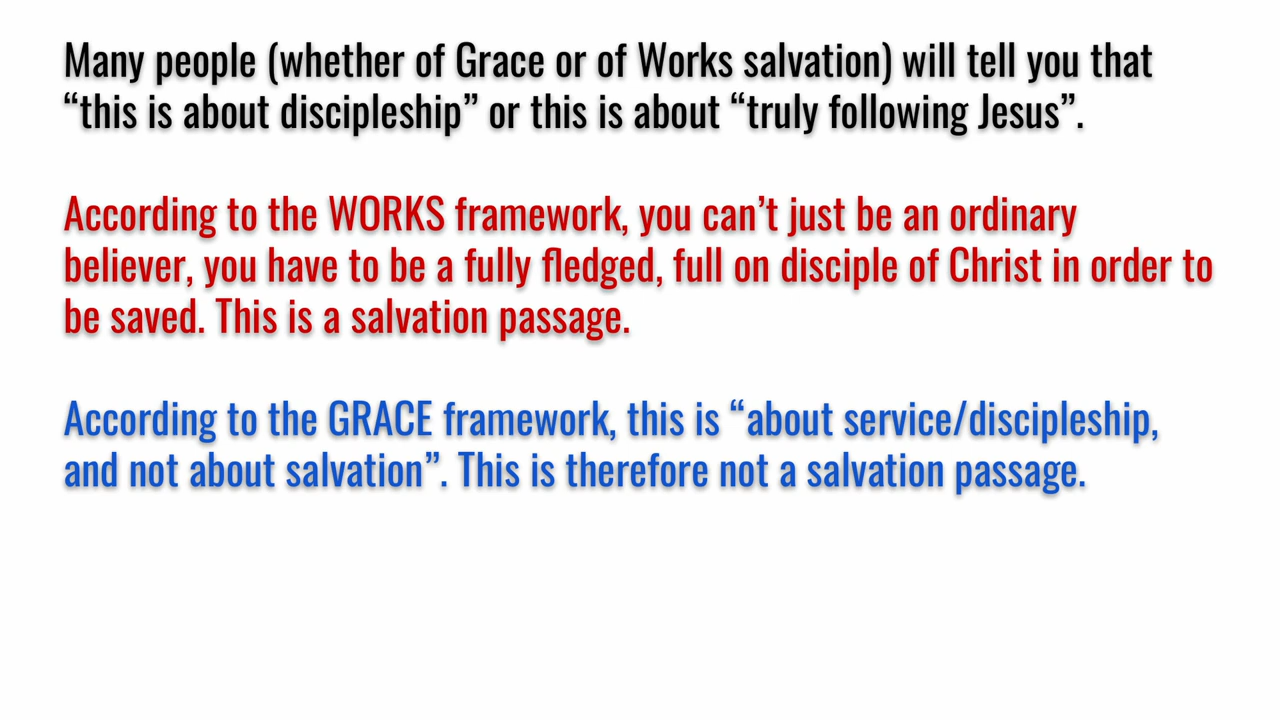 Many people (whether of Grace or of Works salvation) will tell you that
“this is about discipleship” or this is about “truly following Jesus”.
According to the WORKS framework, you can’t just be an ordinary
believer, you have to be a fully fledged, full on disciple of Christ in order to
be saved. This is a salvation passage.
According to the GRACE framework, this is “about service/discipleship,
and not about salvation”. This is therefore not a salvation passage.